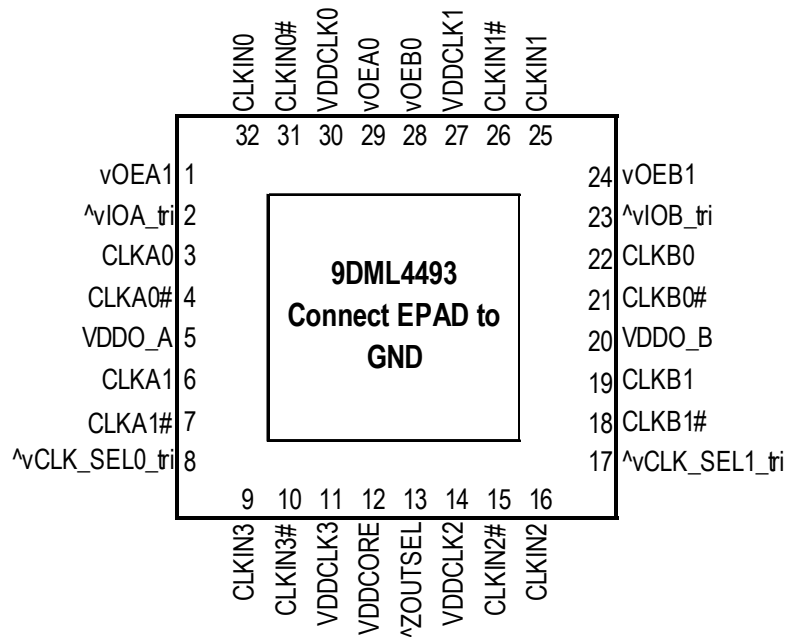 CLKIN0
CLKIN0#
VDDCLK0
vOEA0
vOEB0
VDDCLK1
CLKIN1#
CLKIN1
32 31 30 29 28 27 26 25
vOEA1 1
^vIOA_tri 2
CLKA0 3
CLKA0# 4
VDDO_A 5
CLKA1 6
CLKA1# 7
^vCLK_SEL0_tri 8
9DML4493
Connect EPAD to
GND
24 vOEB1
23 ^vIOB_tri
22 CLKB0
21 CLKB0#
20 VDDO_B
19 CLKB1
18 CLKB1#
17 ^vCLK_SEL1_tri
9 10 11 12 13 14 15 16
CLKIN3
CLKIN3#
VDDCLK3
VDDCORE
^ZOUTSEL
VDDCLK2
CLKIN2#
CLKIN2